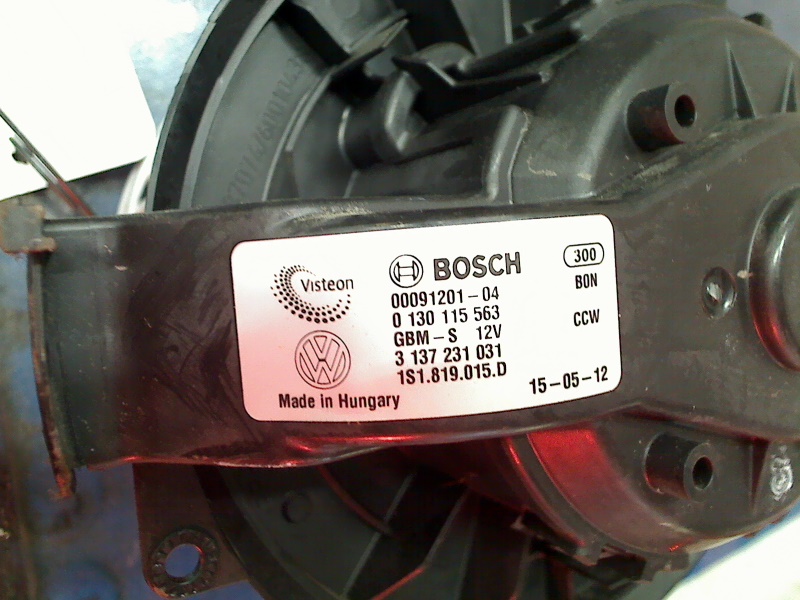 Visteon
BOSCH
300
00091201-04
BON
0 130 115 563
CCW
GBM-S 12V
3 137 231 031
1S1.819.015.D
15-05-12
Made in Hungary